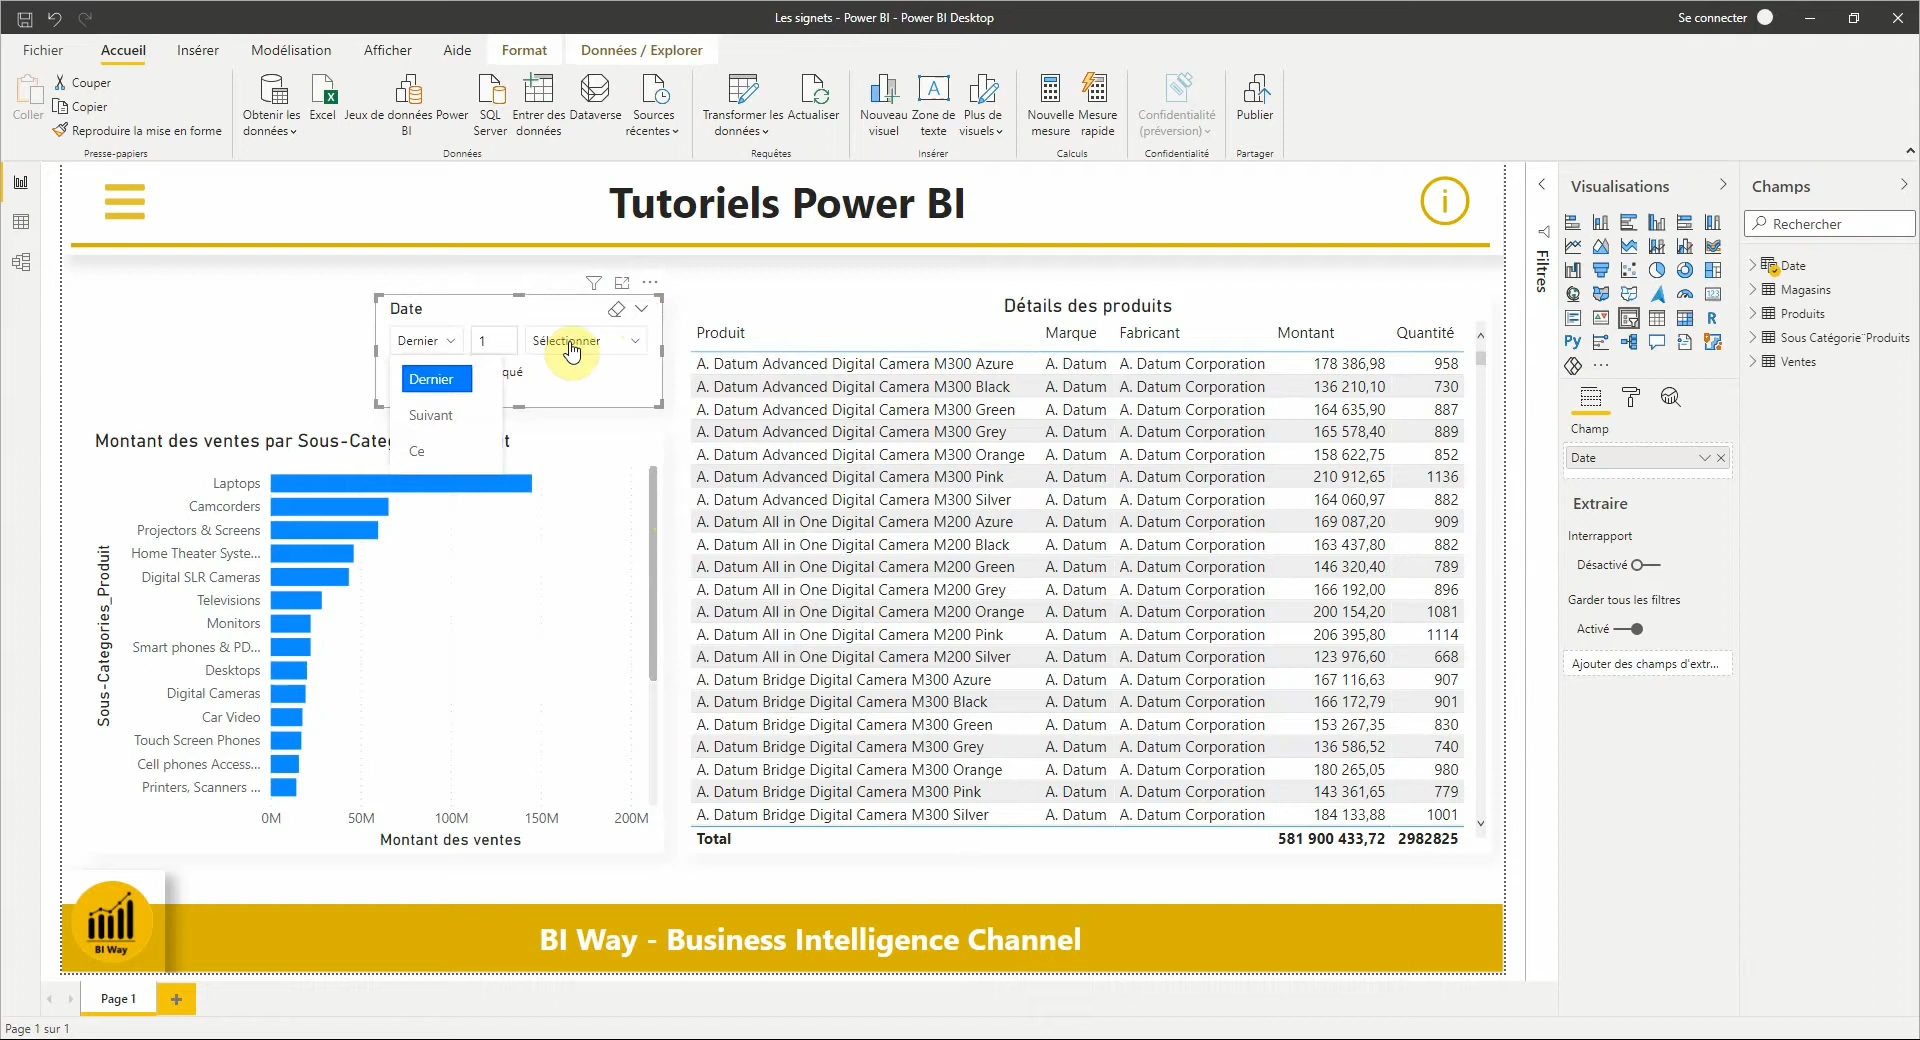 Les signets - Power BI - Power BI Desktop
Se connecter
Fichier
Accueil
Insérer
Modélisation
Afficher
Aide
Format
Données / Explorer
Coller
Couper
Copier
Reproduire la mise en forme
Presse-papiers
Obtenir les données
Excel
Jeux de données Power BI
SQL Server
Entrer des données
Dataverse
Sources récentes
Données
Transformer les données
Actualiser
Requêtes
Nouveau visuel
Zone de texte
Plus de visuels
Insérer
Nouvelle mesure
Mesure rapide
Calculs
Confidentialité (préversion)
Confidentialité
Publier
Partager
Tutoriels Power BI
Date
Dernier
1
Sélectionner
qué
Dernier
Suivant
Ce
Montant des ventes par Sous-Categ
t
Sous-Categories_Produit
Laptops
Camcorders
Projectors & Screens
Home Theater Syste...
Digital SLR Cameras
Televisions
Monitors
Smart phones & PD...
Desktops
Digital Cameras
Car Video
Touch Screen Phones
Cell phones Access...
Printers, Scanners ...
0M 50M 100M 150M 200M
Montant des ventes
Détails des produits
Produit Marque Fabricant Montant Quantité
A. Datum Advanced Digital Camera M300 Azure A. Datum A. Datum Corporation 178 386,98 958
A. Datum Advanced Digital Camera M300 Black A. Datum A. Datum Corporation 136 210,10 730
A. Datum Advanced Digital Camera M300 Green A. Datum A. Datum Corporation 164 635,90 887
A. Datum Advanced Digital Camera M300 Grey A. Datum A. Datum Corporation 165 578,40 889
A. Datum Advanced Digital Camera M300 Orange A. Datum A. Datum Corporation 158 622,75 852
A. Datum Advanced Digital Camera M300 Pink A. Datum A. Datum Corporation 210 912,65 1136
A. Datum Advanced Digital Camera M300 Silver A. Datum A. Datum Corporation 164 060,97 882
A. Datum All in One Digital Camera M200 Azure A. Datum A. Datum Corporation 169 087,20 909
A. Datum All in One Digital Camera M200 Black A. Datum A. Datum Corporation 163 437,80 882
A. Datum All in One Digital Camera M200 Green A. Datum A. Datum Corporation 146 320,40 789
A. Datum All in One Digital Camera M200 Grey A. Datum A. Datum Corporation 166 192,00 896
A. Datum All in One Digital Camera M200 Orange A. Datum A. Datum Corporation 200 154,20 1081
A. Datum All in One Digital Camera M200 Pink A. Datum A. Datum Corporation 206 395,80 1114
A. Datum All in One Digital Camera M200 Silver A. Datum A. Datum Corporation 123 976,60 668
A. Datum Bridge Digital Camera M300 Azure A. Datum A. Datum Corporation 167 116,63 907
A. Datum Bridge Digital Camera M300 Black A. Datum A. Datum Corporation 166 172,79 901
A. Datum Bridge Digital Camera M300 Green A. Datum A. Datum Corporation 153 267,35 830
A. Datum Bridge Digital Camera M300 Grey A. Datum A. Datum Corporation 136 586,52 740
A. Datum Bridge Digital Camera M300 Orange A. Datum A. Datum Corporation 180 265,05 980
A. Datum Bridge Digital Camera M300 Pink A. Datum A. Datum Corporation 143 361,65 779
A. Datum Bridge Digital Camera M300 Silver A. Datum A. Datum Corporation 184 133,88 1001
Total 581 900 433,72 2982825
BI Way
BI Way - Business Intelligence Channel
Page 1
Page 1 sur 1
Filtres
Visualisations
R
Py
Champ
Date
Extraire
Interrapport
Désactivé
Garder tous les filtres
Activé
Ajouter des champs d'extr...
Champs
Rechercher
Date
Magasins
Produits
Sous Catégorie¨Produits
Ventes